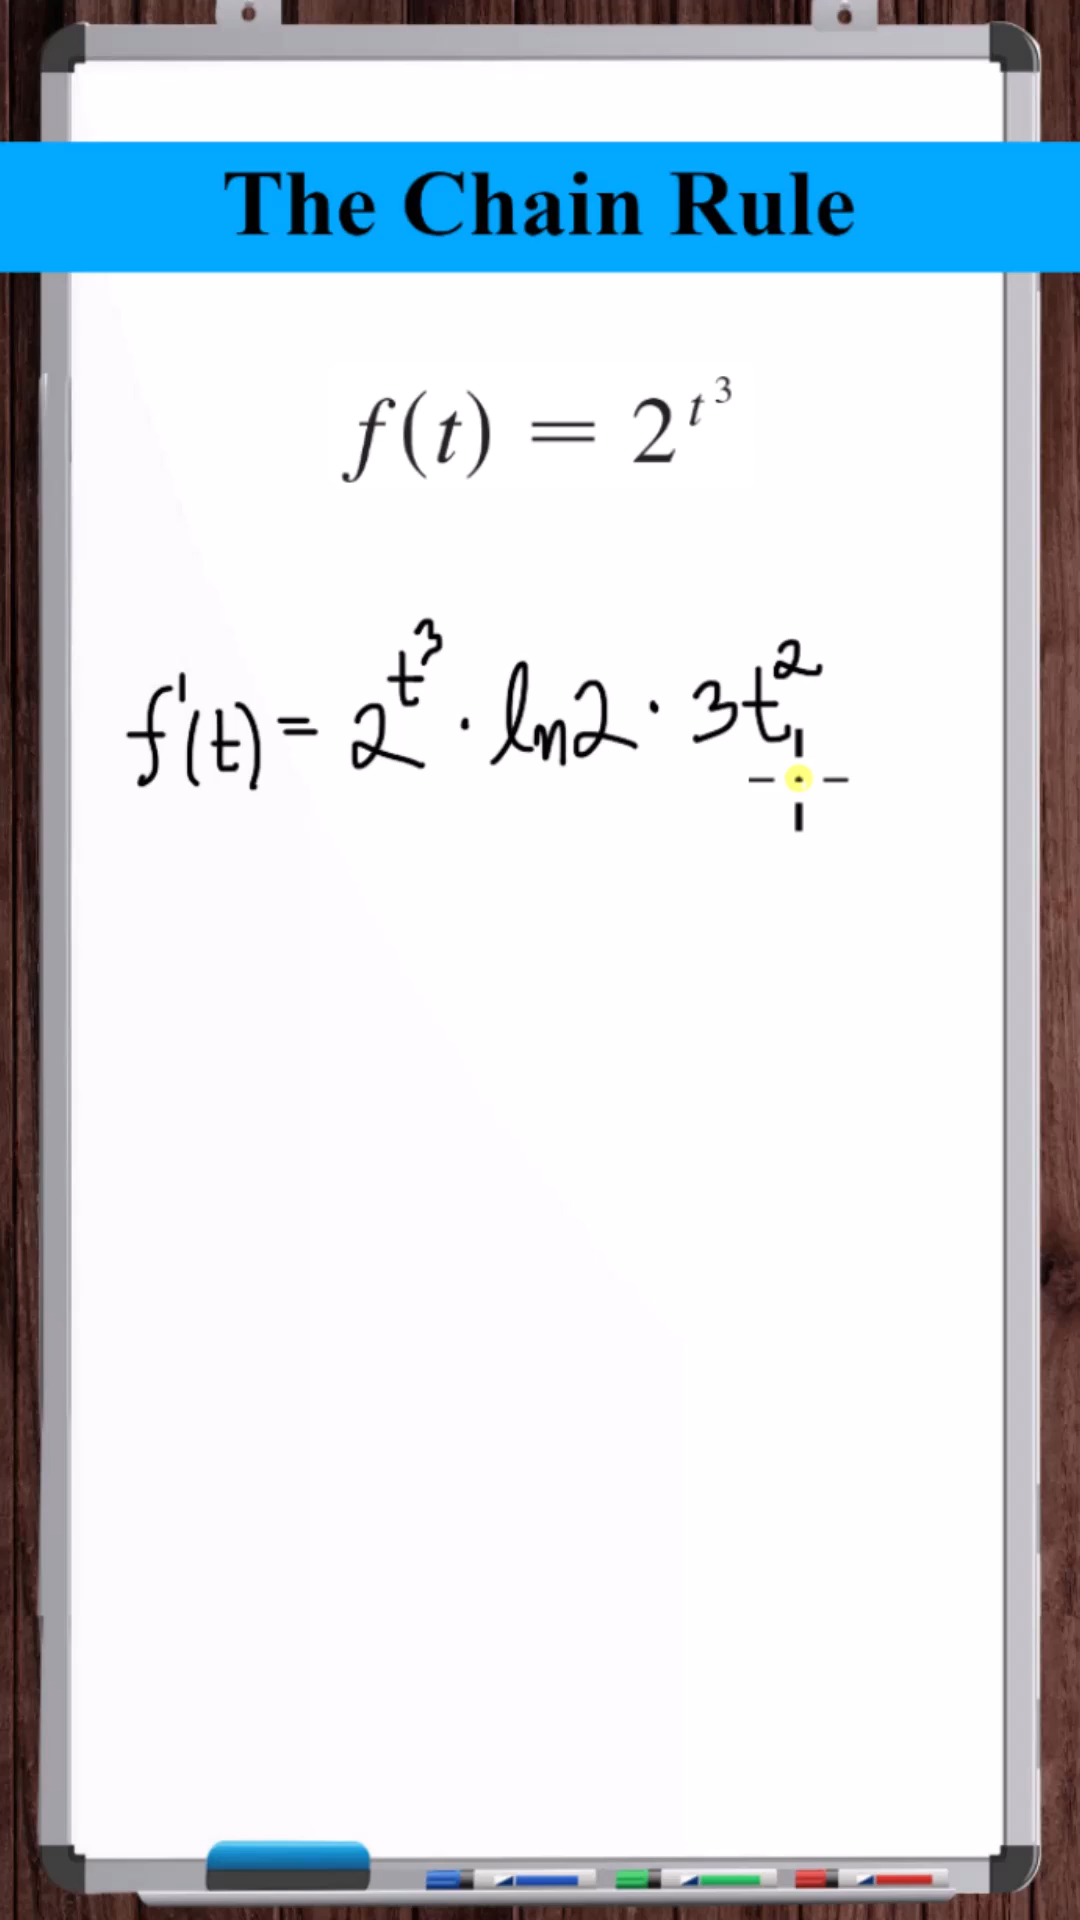 The Chain Rule
f(t) = 2^{t^3}
f'(t) = 2^{t^3} · ln2 · 3t^2